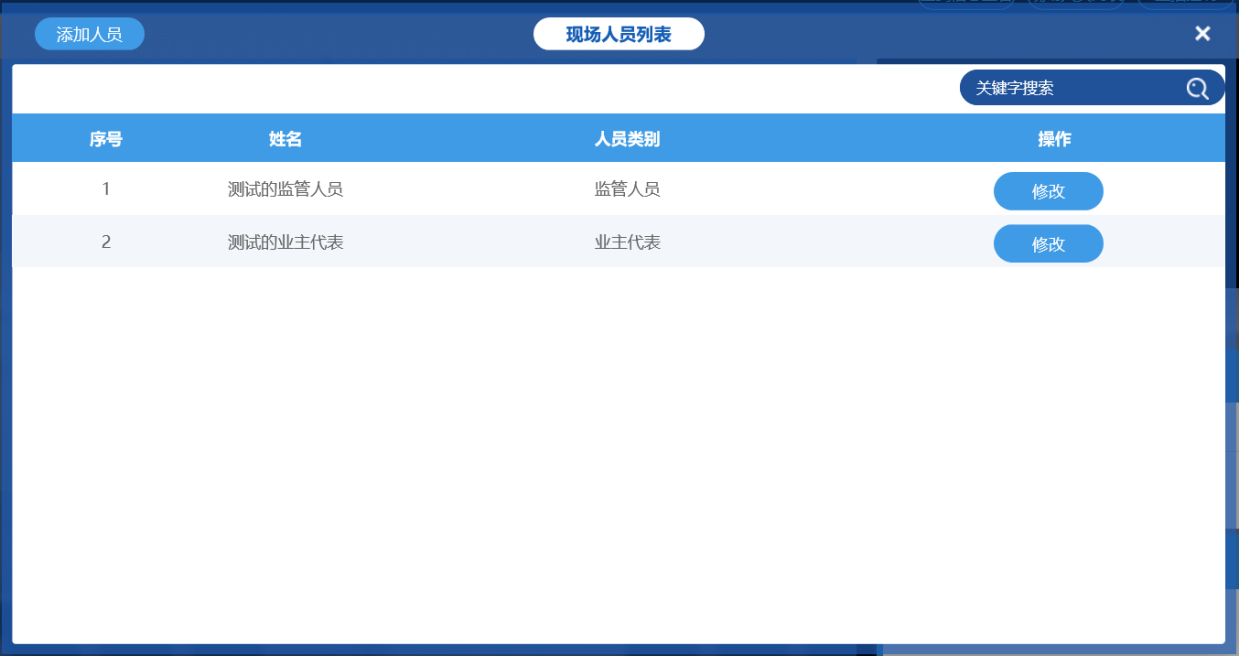 添加人员
现场人员列表
关键字搜索
序号 姓名 人员类别 操作
1 测试的监管人员 监管人员 修改
2 测试的业主代表 业主代表 修改